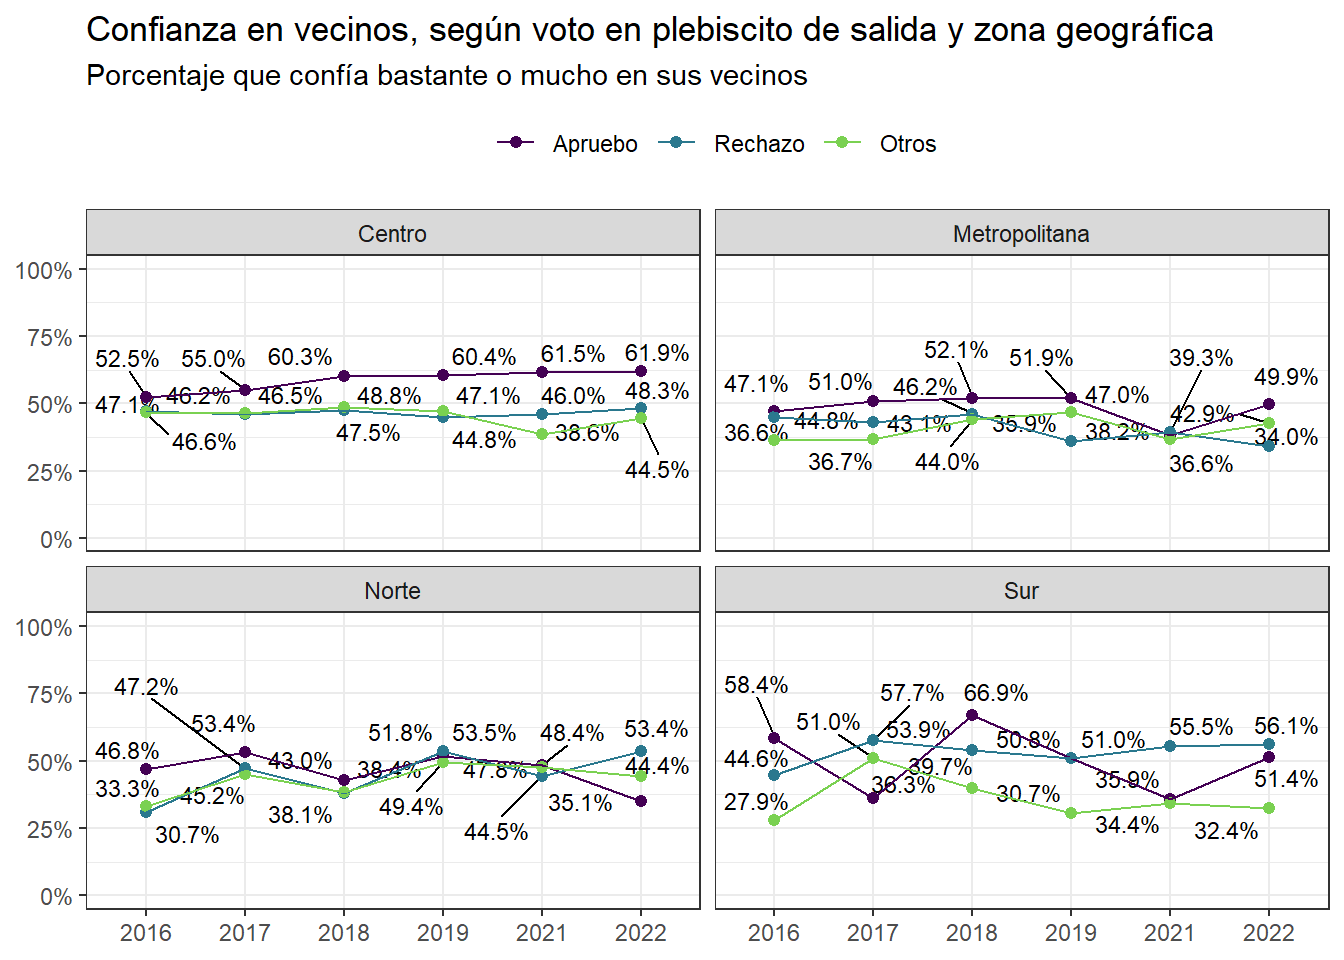 Confianza en vecinos, según voto en plebiscito de salida y zona geográfica
Porcentaje que confía bastante o mucho en sus vecinos
Apruebo Rechazo Otros
Centro
100%
75%
50%
25%
0%
52.5% 55.0% 60.3% 60.4% 61.5% 61.9%
47.1% 46.2% 46.5% 48.8% 47.1% 46.0% 48.3%
46.6% 47.5% 44.8% 38.6%
44.5%
Metropolitana
52.1% 51.9% 39.3%
47.1% 51.0% 46.2% 47.0% 49.9%
36.6% 44.8% 43.1% 35.9% 38.2% 42.9% 34.0%
36.7% 44.0% 36.6%
Norte
100%
75%
50%
25%
0%
47.2%
53.4% 51.8% 53.5% 48.4% 53.4%
46.8% 43.0% 38.4% 47.8% 44.4%
33.3% 45.2% 49.4% 35.1%
30.7% 38.1% 44.5%
2016 2017 2018 2019 2021 2022
Sur
58.4% 57.7% 66.9%
51.0% 53.9% 50.8% 51.0% 55.5% 56.1%
44.6% 36.3% 39.7% 35.9% 51.4%
27.9% 30.7% 34.4% 32.4%
2016 2017 2018 2019 2021 2022